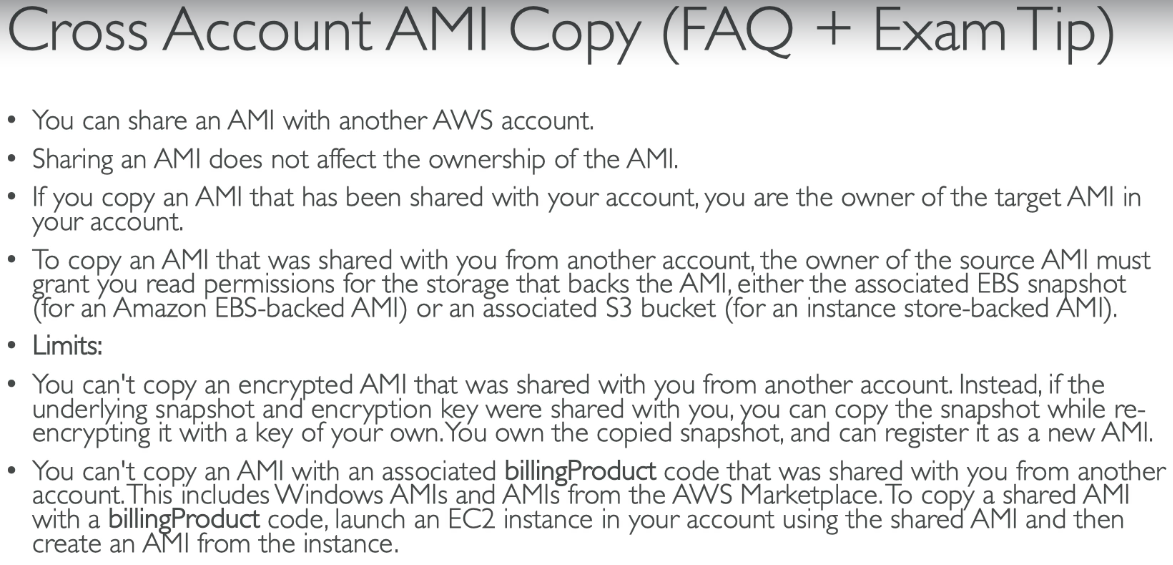 Cross Account AMI Copy (FAQ + Exam Tip)
• You can share an AMI with another AWS account.
• Sharing an AMI does not affect the ownership of the AMI.
• If you copy an AMI that has been shared with your account, you are the owner of the target AMI in
your account.
• To copy an AMI that was shared with you from another account, the owner of the source AMI must
grant you read permissions for the storage that backs the AMI, either the associated EBS snapshot
(for an Amazon EBS-backed AMI) or an associated S3 bucket (for an instance store-backed AMI).
• Limits:
• You can't copy an encrypted AMI that was shared with you from another account. Instead, if the
underlying snapshot and encryption key were shared with you, you can copy the snapshot while re-
encrypting it with a key of your own. You own the copied snapshot, and can register it as a new AMI.
• You can't copy an AMI with an associated billingProduct code that was shared with you from another
account. This includes Windows AMIs and AMIs from the AWS Marketplace. To copy a shared AMI
with a billingProduct code, launch an EC2 instance in your account using the shared AMI and then
create an AMI from the instance.